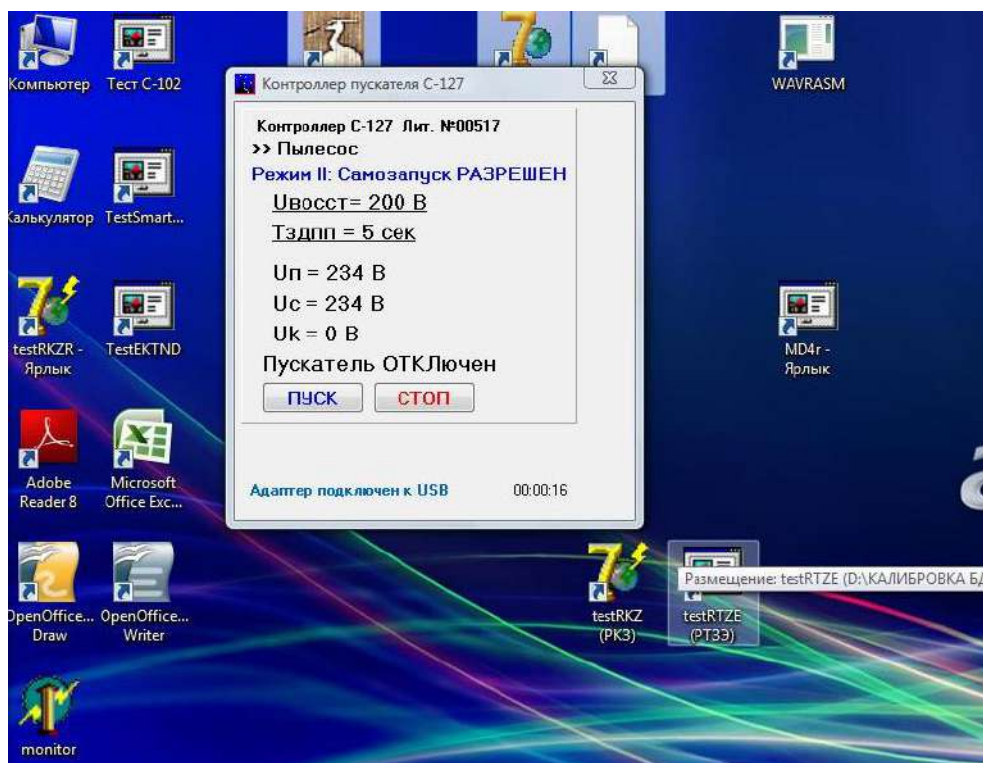 Компьютер
Тест С-102
WAVRASM
Контроллер пускателя С-127
Контроллер С-127 Лит. №00517
>> Пылесос
Режим II: Самозапуск РАЗРЕШЕН
Uвосст= 200 В
Тздпп = 5 сек
Uп = 234 В
Uс = 234 В
Uk = 0 В
Пускатель ОТКЛючен
ПУСК
СТОП
Адаптер подключен к USB
00:00:16
Калькулятор
TestSmart...
testRKZR -
Ярлык
TestEKTND
MD4r -
Ярлык
Adobe
Reader 8
Microsoft
Office Exc...
OpenOffice...
Draw
OpenOffice...
Writer
testRKZ
(РКЗ)
testRTZE
(РТЗЭ)
Размещение: testRTZE (D:\КАЛИБРОВКА БД
monitor